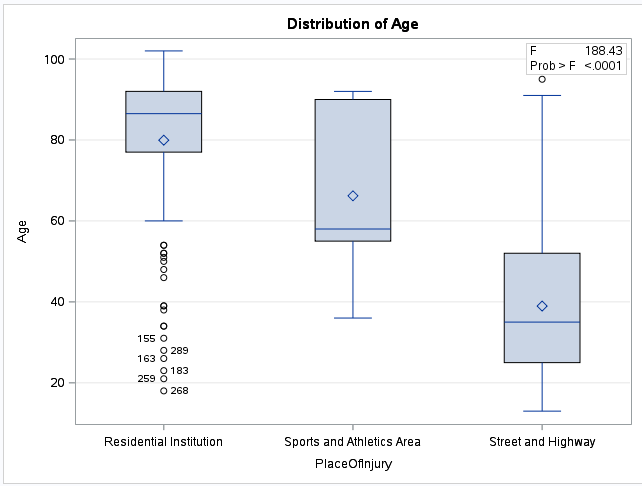 Distribution of Age
F 188.43
Prob > F <.0001
100
80
60
40
20
Age
155
289
163
183
259
268
Residential Institution
Sports and Athletics Area
Street and Highway
PlaceOfInjury